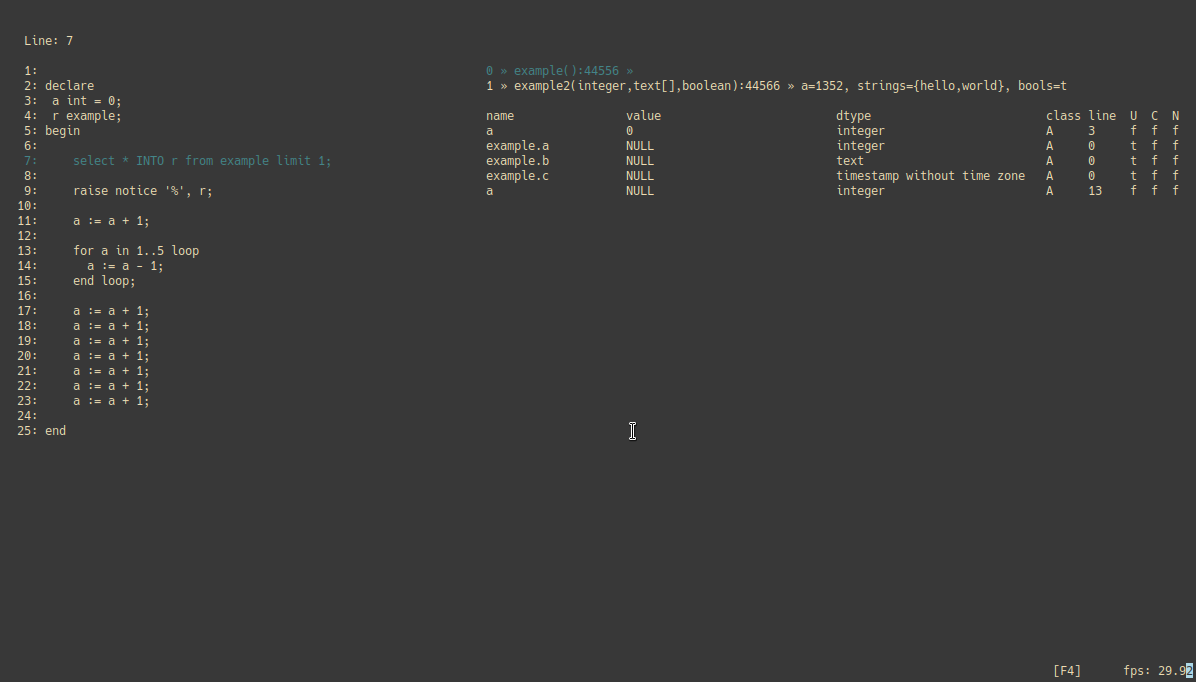 Line: 7
1:
2: declare
3:  a int = 0;
4:  r example;
5: begin
6:
7:     select * INTO r from example limit 1;
8:
9:     raise notice '%', r;
10:
11:     a := a + 1;
12:
13:     for a in 1..5 loop
14:       a := a - 1;
15:     end loop;
16:
17:     a := a + 1;
18:     a := a + 1;
19:     a := a + 1;
20:     a := a + 1;
21:     a := a + 1;
22:     a := a + 1;
23:     a := a + 1;
24:
25: end
0 » example():44556 »
1 » example2(integer,text[],boolean):44566 » a=1352, strings={hello,world}, bools=t
name value dtype class line U C N
a 0 integer A 3 f f f
example.a NULL integer A 0 t f f
example.b NULL text A 0 t f f
example.c NULL timestamp without time zone A 0 t f f
a NULL integer A 13 f f f
[F4] fps: 29.92